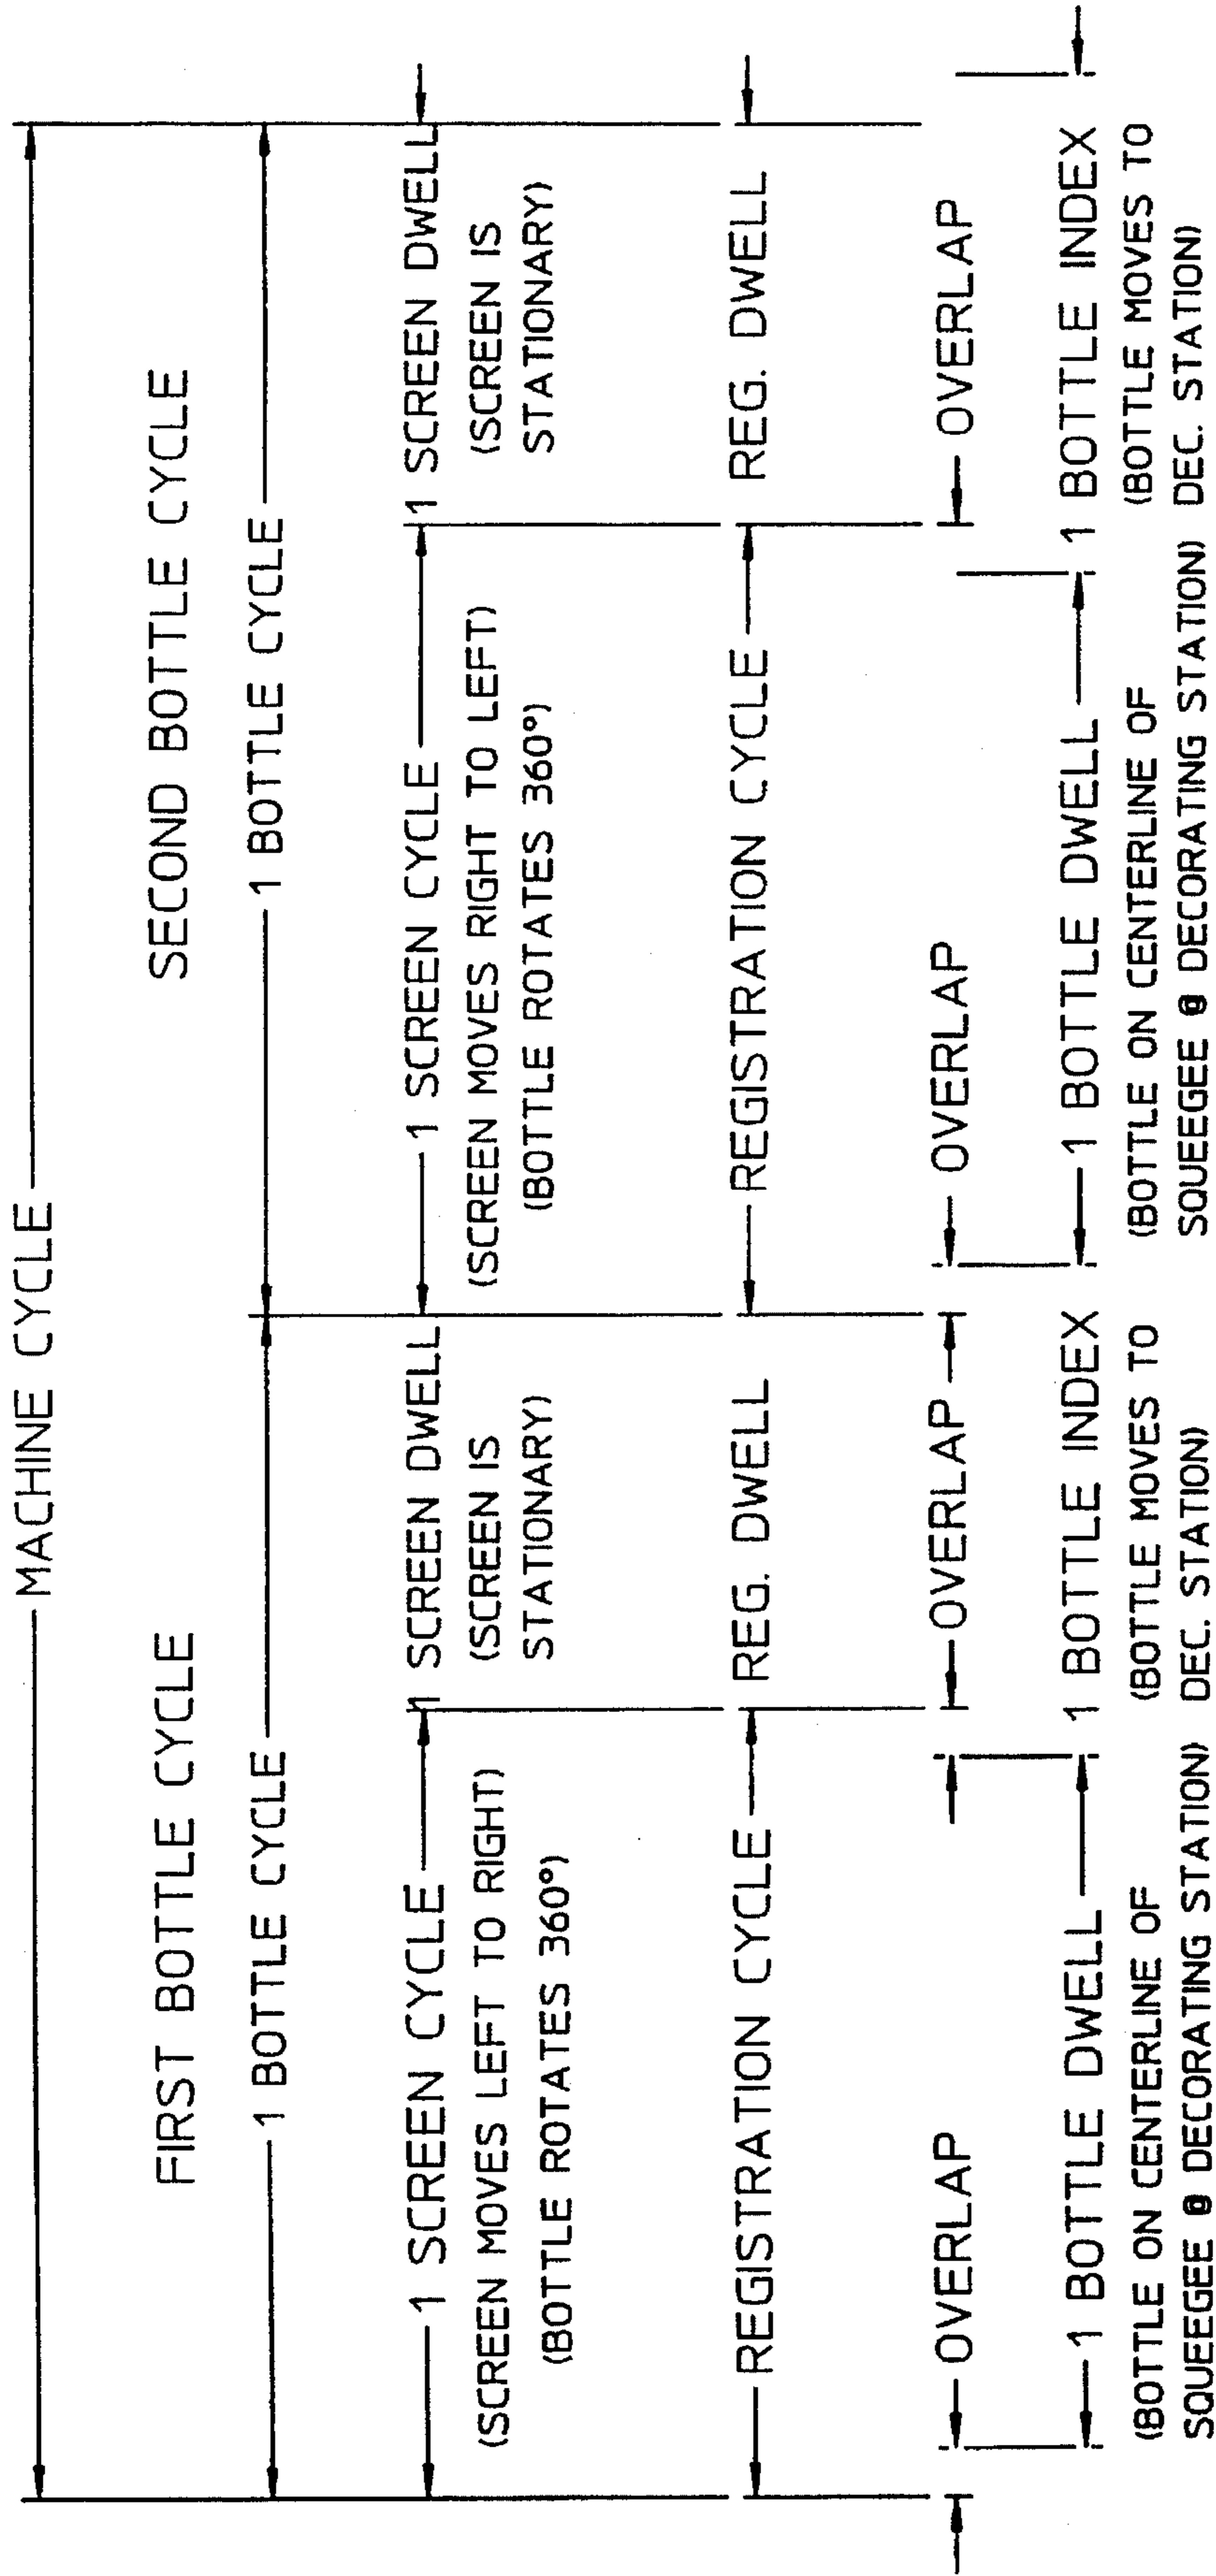 MACHINE CYCLE
FIRST BOTTLE CYCLE
SECOND BOTTLE CYCLE
1 BOTTLE CYCLE
1 BOTTLE CYCLE
1 SCREEN CYCLE
(SCREEN MOVES LEFT TO RIGHT)
(BOTTLE ROTATES 360°)
1 SCREEN DWELL
(SCREEN IS
STATIONARY)
1 SCREEN CYCLE
(SCREEN MOVES RIGHT TO LEFT)
(BOTTLE ROTATES 360°)
1 SCREEN DWELL
(SCREEN IS
STATIONARY)
REGISTRATION CYCLE
REG. DWELL
REGISTRATION CYCLE
REG. DWELL
OVERLAP
OVERLAP
OVERLAP
OVERLAP
1 BOTTLE DWELL
(BOTTLE ON CENTERLINE OF
SQUEEGEE @ DECORATING STATION)
1 BOTTLE INDEX
(BOTTLE MOVES TO
DEC. STATION)
1 BOTTLE DWELL
(BOTTLE ON CENTERLINE OF
SQUEEGEE @ DECORATING STATION)
1 BOTTLE INDEX
(BOTTLE MOVES TO
DEC. STATION)